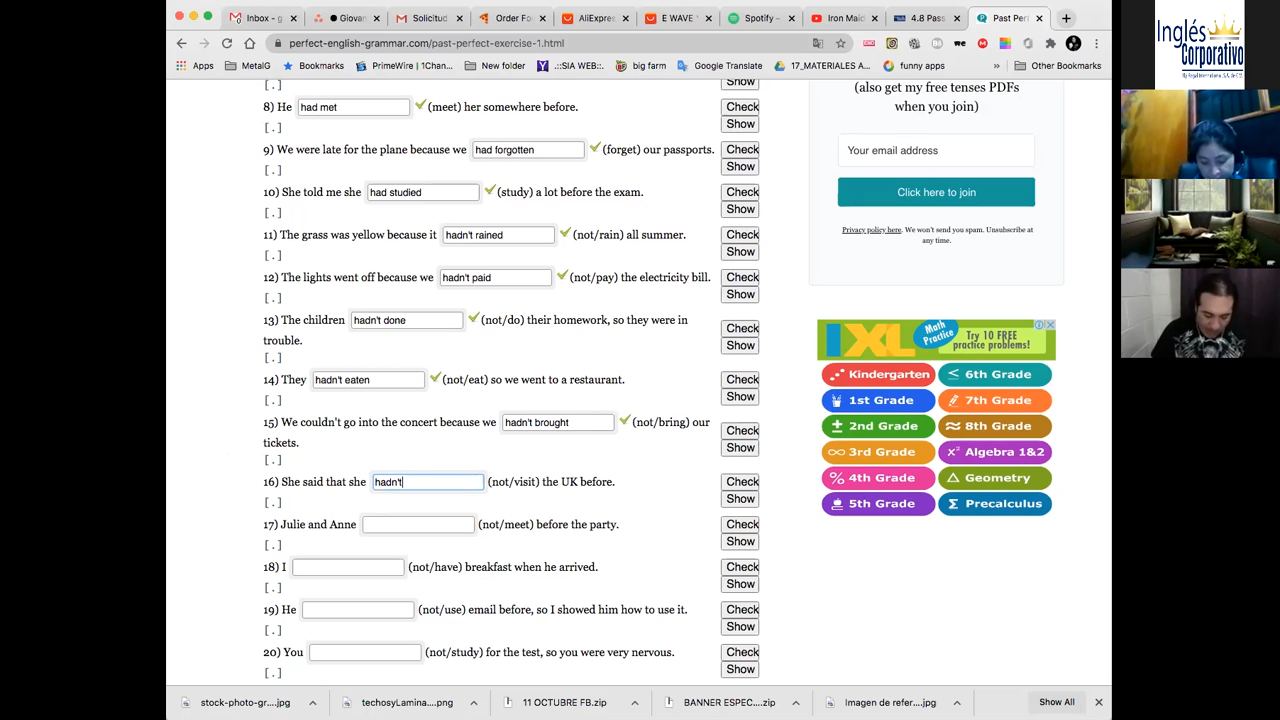 Inbox - g
Giovan
Solicitud
Order Fo
AliExpres
E WAVE
Spotify –
Iron Maid
4.8 Pass
Past Perf
perfect-english-grammar.com/past-perfect-exercise-1.html
Apps
MetalG
Bookmarks
PrimeWire | 1Chan...
New folder
:::SIA WEB::.
big farm
Google Translate
17_MATERIALES A...
funny apps
»
Other Bookmarks
[ . ]
Show
8) He had met (meet) her somewhere before.
Check
[ . ]
Show
9) We were late for the plane because we had forgotten (forget) our passports.
Check
[ . ]
Show
10) She told me she had studied (study) a lot before the exam.
Check
[ . ]
Show
11) The grass was yellow because it hadn't rained (not/rain) all summer.
Check
[ . ]
Show
12) The lights went off because we hadn't paid (not/pay) the electricity bill.
Check
[ . ]
Show
13) The children hadn't done (not/do) their homework, so they were in
trouble.
Check
[ . ]
Show
14) They hadn't eaten (not/eat) so we went to a restaurant.
Check
[ . ]
Show
15) We couldn't go into the concert because we hadn't brought (not/bring) our
tickets.
Check
[ . ]
Show
16) She said that she hadn't (not/visit) the UK before.
Check
[ . ]
Show
17) Julie and Anne (not/meet) before the party.
Check
[ . ]
Show
18) I (not/have) breakfast when he arrived.
Check
[ . ]
Show
19) He (not/use) email before, so I showed him how to use it.
Check
[ . ]
Show
20) You (not/study) for the test, so you were very nervous.
Check
[ . ]
Show
(also get my free tenses PDFs
when you join)
Your email address
Click here to join
Privacy policy here. We won't send you spam. Unsubscribe at
any time.
IXL
Math
Practice
Try 10 FREE
practice problems!
Kindergarten
6th Grade
1st Grade
7th Grade
2nd Grade
8th Grade
3rd Grade
Algebra 1&2
4th Grade
Geometry
5th Grade
Precalculus
stock-photo-gr....jpg
techosyLamina....png
11 OCTUBRE FB.zip
BANNER ESPEC....zip
Imagen de refer....jpg
Show All
Inglés
Corporativo